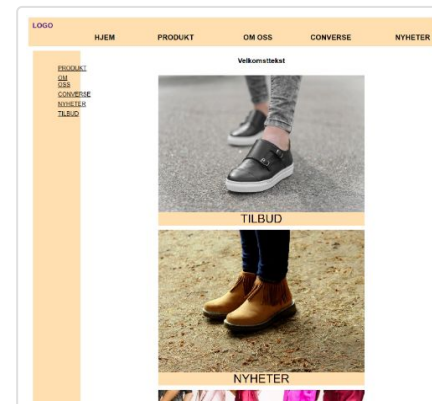 LOGO
HJEM PRODUKT OM OSS CONVERSE NYHETER
Velkomsttekst
PRODUKT
OM
OSS
CONVERSE
NYHETER
TILBUD
TILBUD
NYHETER